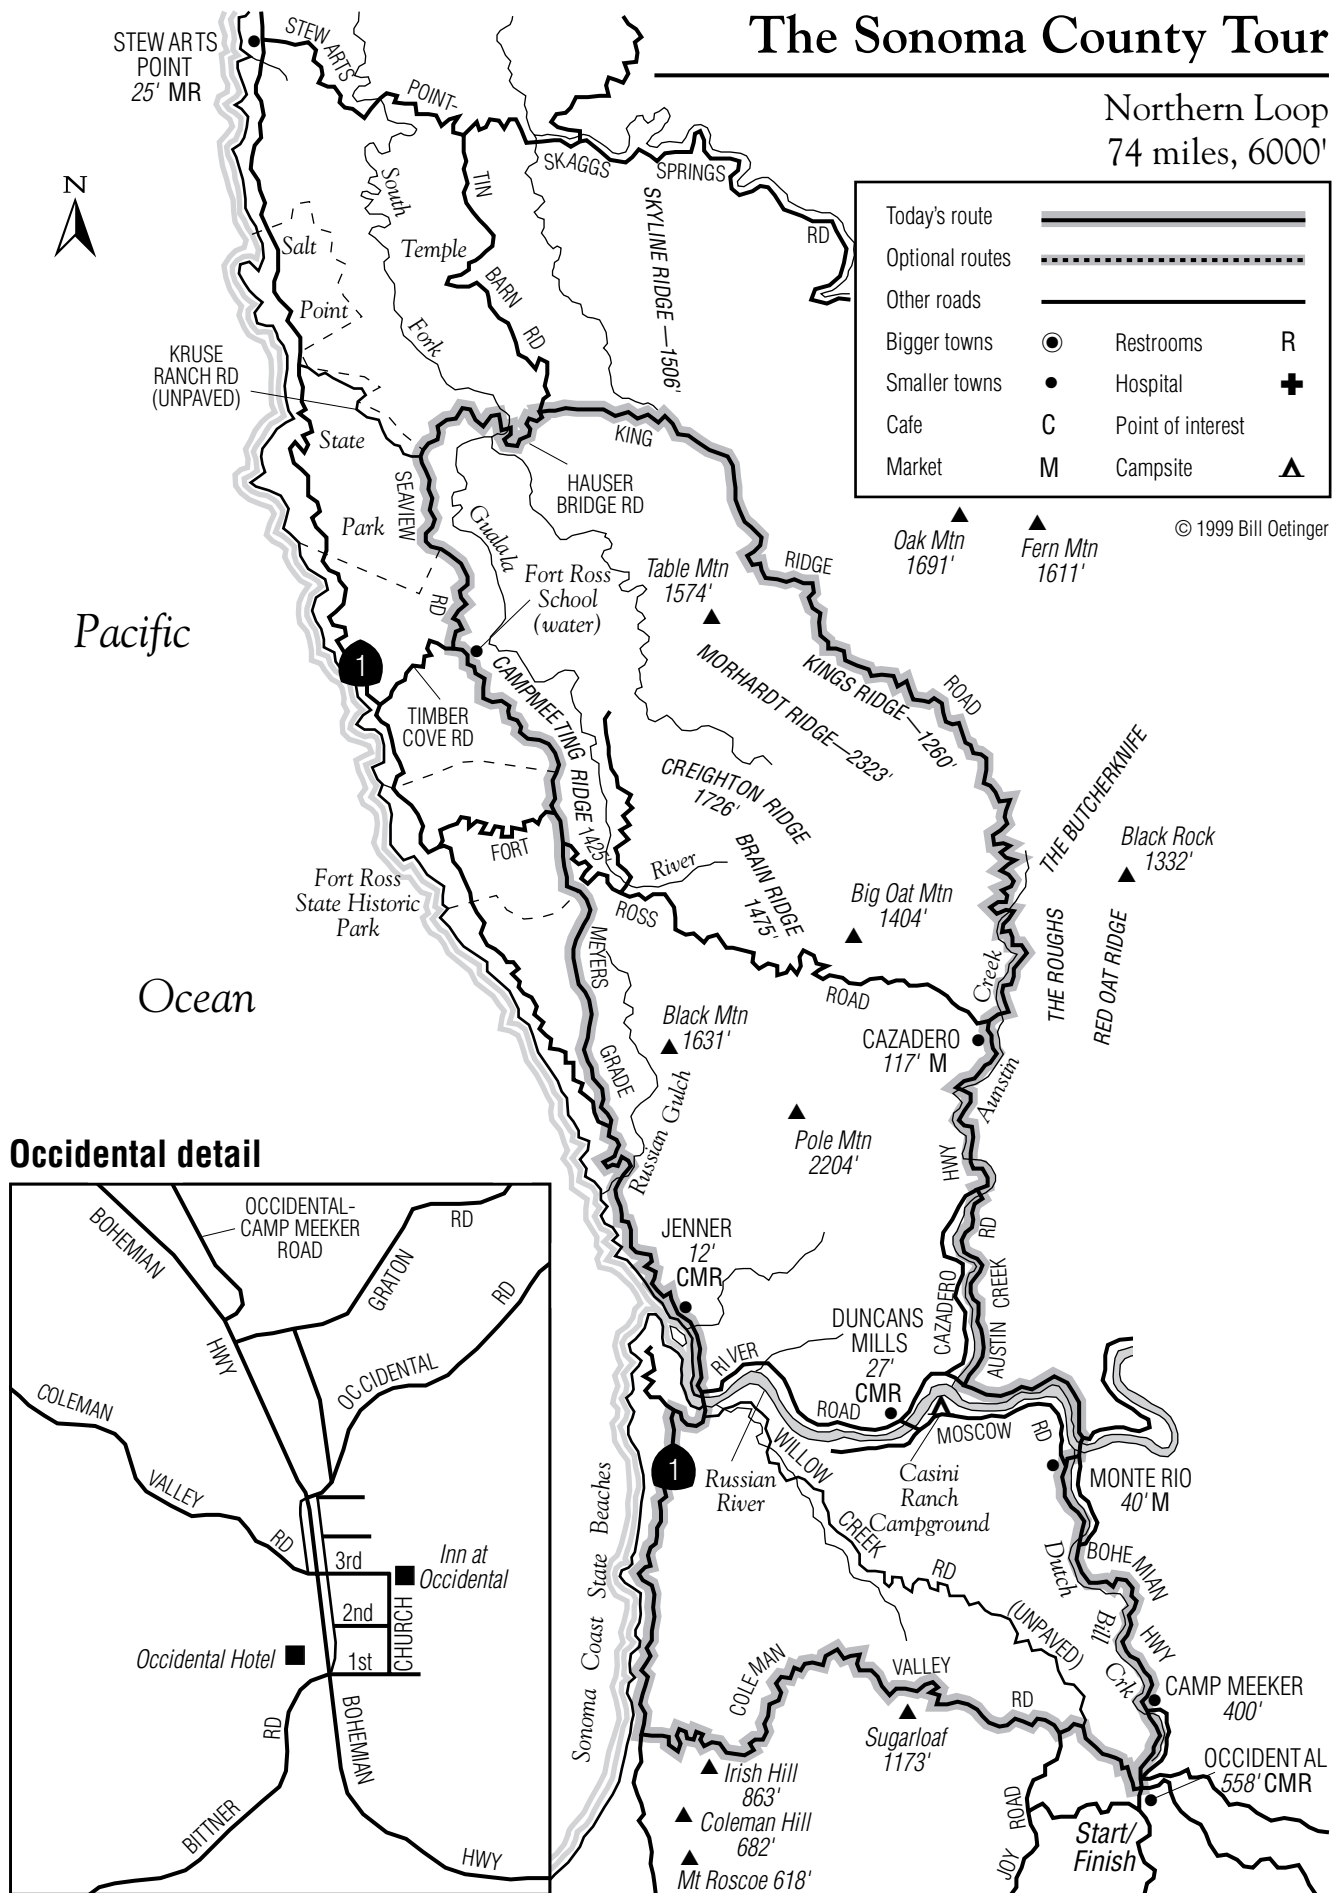 The Sonoma County Tour
Northern Loop
74 miles, 6000'
Today's route
Optional routes
Other roads
Bigger towns
Restrooms
R
Smaller towns
Hospital
Cafe
C
Point of interest
Market
M
Campsite
© 1999 Bill Oetinger
STEWARTS
POINT
25' MR
STEWARTS
POINT-
SKAGGS
SPRINGS
RD
N
South
Fork
TIN
BARN
RD
Temple
SKYLINE RIDGE—1506'
Salt
Point
State
Park
KRUSE
RANCH RD
(UNPAVED)
SEAVIEW
RD
KING
RIDGE
ROAD
HAUSER
BRIDGE RD
Gualala
River
Fort Ross
School
(water)
Table Mtn
1574'
Oak Mtn
1691'
Fern Mtn
1611'
Pacific
Ocean
1
TIMBER
COVE RD
CAMPMEETING RIDGE 1425'
MORHARDT RIDGE—2323'
KINGS RIDGE—1260'
CREIGHTON RIDGE
1726'
BRAIN RIDGE
1475'
THE BUTCHERKNIFE
Black Rock
1332'
Big Oat Mtn
1404'
THE ROUGHS
RED OAT RIDGE
FORT
ROSS
ROAD
Fort Ross
State Historic
Park
MEYERS
GRADE
Black Mtn
1631'
Russian Gulch
Pole Mtn
2204'
Creek
Aunstin
CAZADERO
117' M
CAZADERO
HWY
AUSTIN CREEK
RD
JENNER
12'
CMR
DUNCANS
MILLS
27'
CMR
RIVER
ROAD
MOSCOW
RD
WILLOW
CREEK
RD
(UNPAVED)
Russian
River
Casini
Ranch
Campground
MONTE RIO
40' M
1
Sonoma Coast State Beaches
Dutch
Bill
Crk
BOHEMIAN
HWY
CAMP MEEKER
400'
COLEMAN
VALLEY
RD
Sugarloaf
1173'
Irish Hill
863'
Coleman Hill
682'
Mt Roscoe 618'
JOY
ROAD
OCCIDENTAL
558' CMR
Start/
Finish
Occidental detail
BOHEMIAN
HWY
OCCIDENTAL-
CAMP MEEKER
ROAD
GRATON
RD
OCCIDENTAL
RD
COLEMAN
VALLEY
RD
3rd
2nd
1st
CHURCH
Inn at
Occidental
Occidental Hotel
BITTNER
RD
BOHEMIAN
HWY